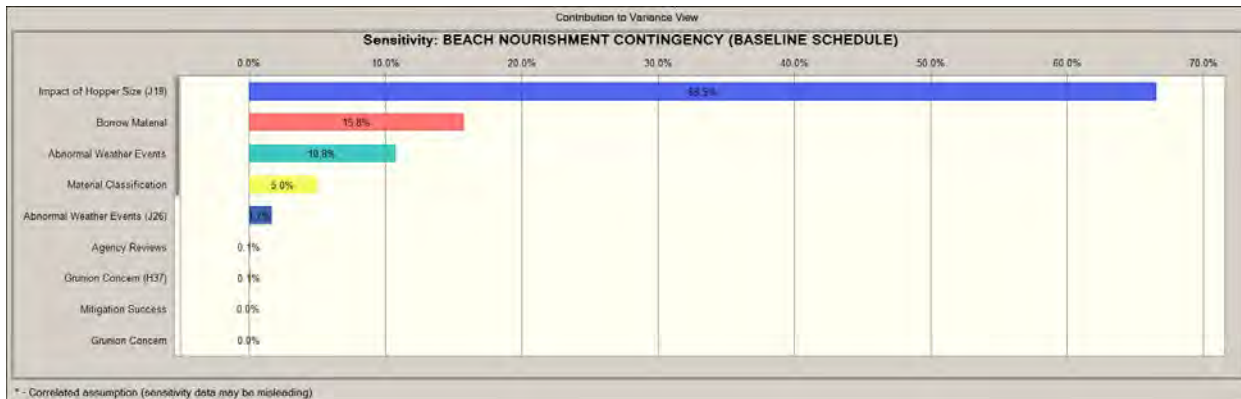 Contribution to Variance View
Sensitivity: BEACH NOURISHMENT CONTINGENCY (BASELINE SCHEDULE)
0.0% 10.0% 20.0% 30.0% 40.0% 50.0% 60.0% 70.0%
Impact of Hopper Size 66.5%
Borrow Material 15.8%
Abnormal Weather Events 10.8%
Material Classification 5.0%
Abnormal Weather Events (J26) 1.7%
Agency Reviews 0.1%
Grunion Concern (H37) 0.1%
Mitigation Success 0.0%
Grunion Concern 0.0%
* - Correlated assumption (sensitivity data may be misleading)